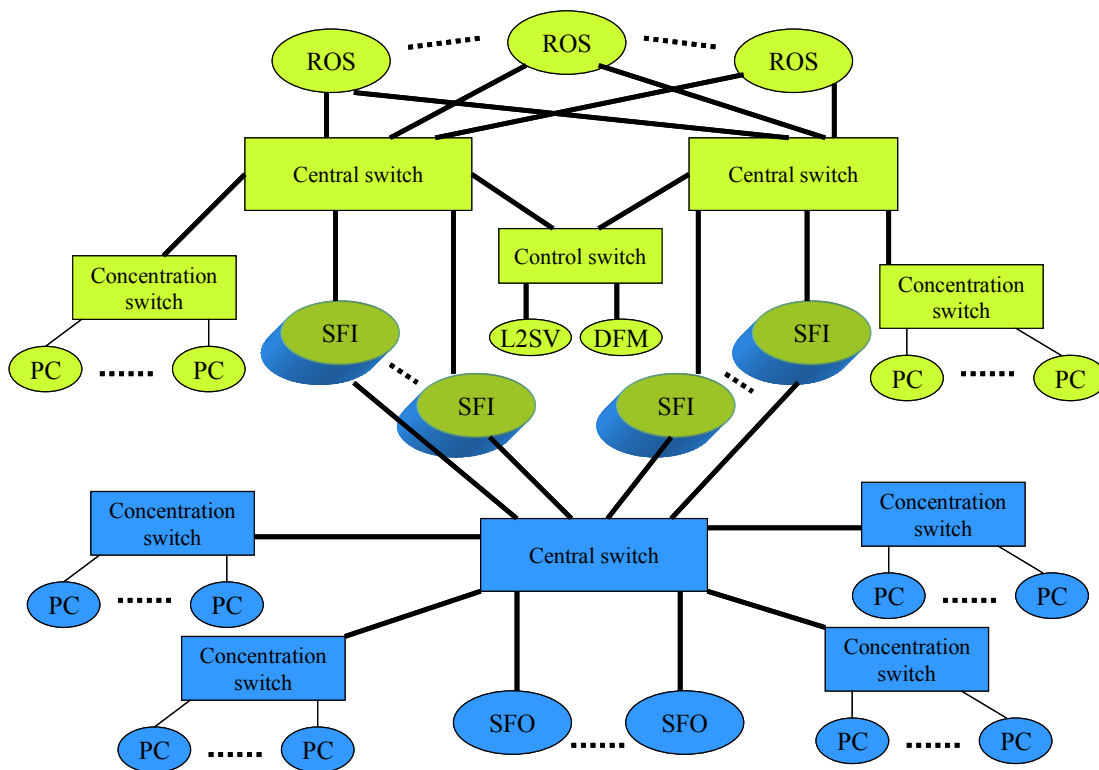 ROS
ROS
ROS
Central switch
Central switch
Control switch
Concentration
switch
Concentration
switch
SFI
L2SV
DFM
SFI
PC
PC
SFI
SFI
PC
PC
Concentration
switch
Central switch
Concentration
switch
PC
PC
PC
PC
Concentration
switch
Concentration
switch
SFO
SFO
PC
PC
PC
PC